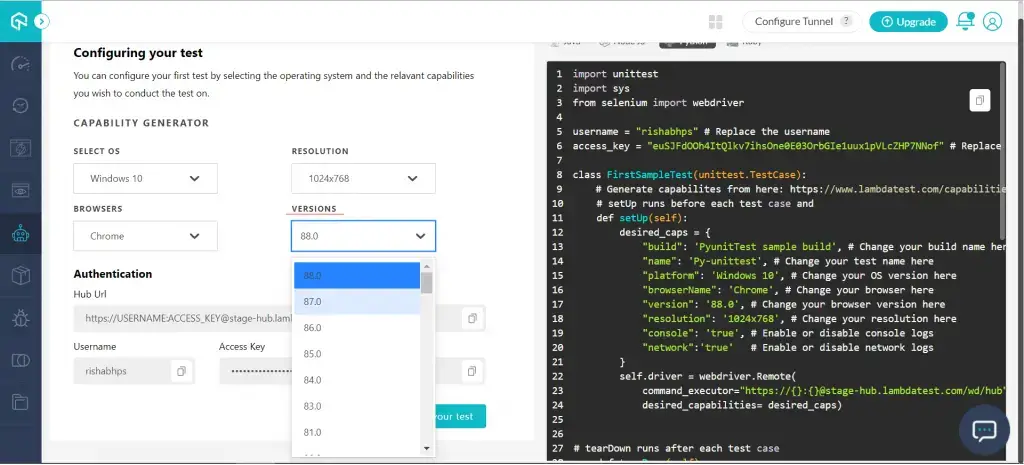 Configure Tunnel ?
Upgrade
Configuring your test
You can configure your first test by selecting the operating system and the relavant capabilities
you wish to conduct the test on.
CAPABILITY GENERATOR
SELECT OS
RESOLUTION
Windows 10
1024x768
BROWSERS
VERSIONS
Chrome
88.0
88.0
87.0
86.0
85.0
84.0
83.0
81.0
Authentication
Hub Url
https://USERNAME:ACCESS_KEY@stage-hub.lam
Username
Access Key
rishabhps
your test
Python
1 import unittest
2 import sys
3 from selenium import webdriver
4
5 username = "rishabhps" # Replace the username
6 access_key = "euSJFdOOh4ItQlkv7ihsOne0E03OrbGIe1uux1pVLcZHP7NNof" # Replace
7
8 class FirstSampleTest(unittest.TestCase):
9 # Generate capabilites from here: https://www.lambdatest.com/capabilitie
10 # setUp runs before each test case and
11 def setUp(self):
12 desired_caps = {
13 "build": 'PyunitTest sample build', # Change your build name her
14 "name": 'Py-unittest', # Change your test name here
15 "platform": 'Windows 10', # Change your OS version here
16 "browserName": 'Chrome', # Change your browser here
17 "version": '88.0', # Change your browser version here
18 "resolution": '1024x768', # Change your resolution here
19 "console": 'true', # Enable or disable console logs
20 "network":'true' # Enable or disable network logs
21 }
22 self.driver = webdriver.Remote(
23 command_executor="https://{}:{}@stage-hub.lambdatest.com/wd/hub"
24 desired_capabilities= desired_caps)
25
26
27 # tearDown runs after each test case